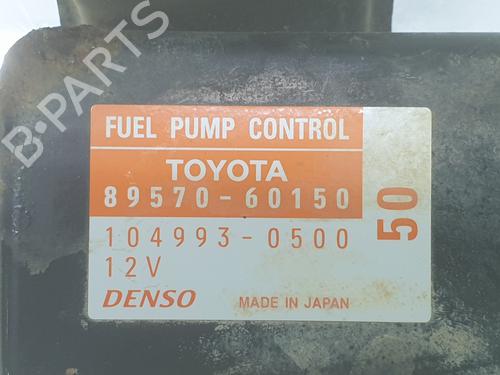 B-PARTS
FUEL PUMP CONTROL
TOYOTA
89570-60150
104993-0500
12V
50
DENSO
MADE IN JAPAN